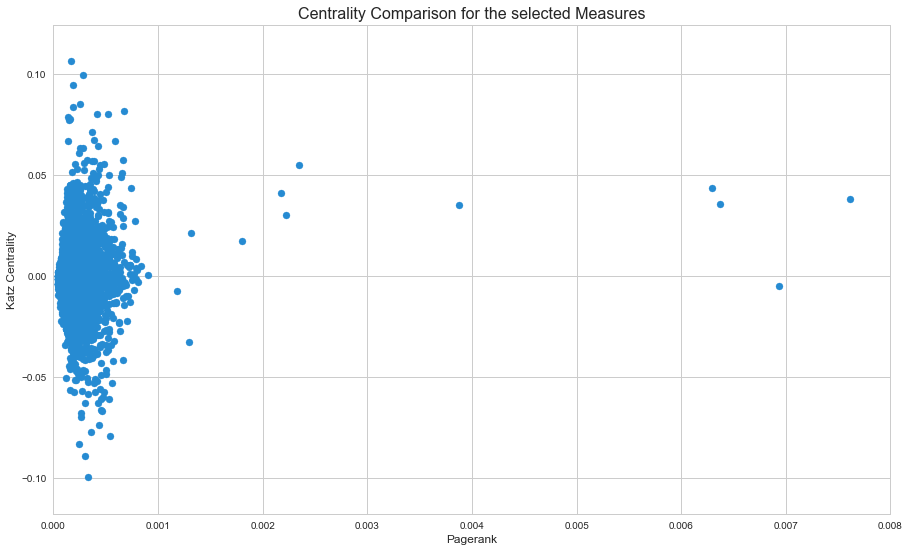 Centrality Comparison for the selected Measures
Katz Centrality
0.10
0.05
0.00
−0.05
−0.10
0.000 0.001 0.002 0.003 0.004 0.005 0.006 0.007 0.008
Pagerank